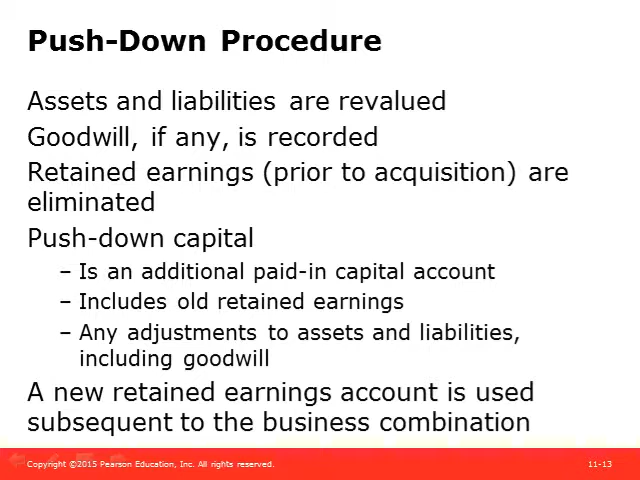 Push-Down Procedure
Assets and liabilities are revalued
Goodwill, if any, is recorded
Retained earnings (prior to acquisition) are
eliminated
Push-down capital
– Is an additional paid-in capital account
– Includes old retained earnings
– Any adjustments to assets and liabilities,
including goodwill
A new retained earnings account is used
subsequent to the business combination
Copyright ©2015 Pearson Education, Inc. All rights reserved.
11-13